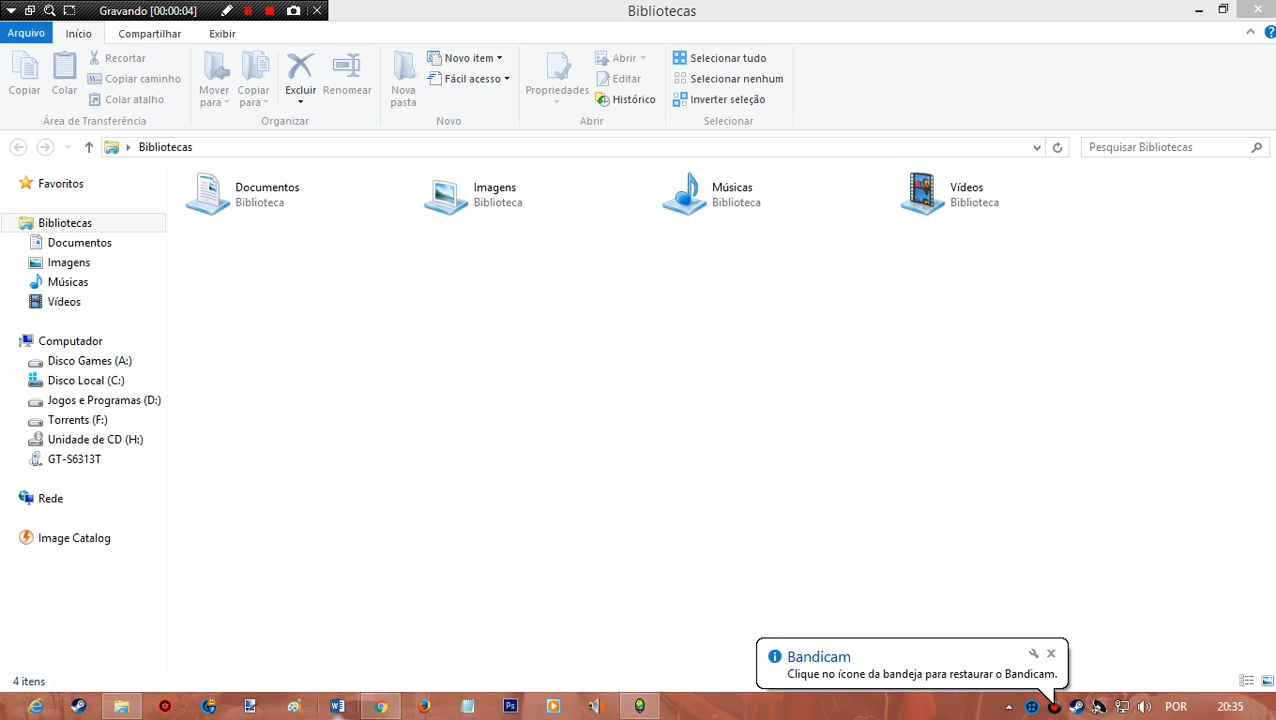 Gravando [00:00:04]
Bibliotecas
Arquivo Início Compartilhar Exibir
Copiar
Colar
Recortar
Copiar caminho
Colar atalho
Área de Transferência
Mover para
Copiar para
Excluir
Renomear
Organizar
Nova pasta
Novo item
Fácil acesso
Novo
Propriedades
Abrir
Editar
Histórico
Abrir
Selecionar tudo
Selecionar nenhum
Inverter seleção
Selecionar
Bibliotecas
Pesquisar Bibliotecas
Favoritos
Bibliotecas
Documentos
Imagens
Músicas
Vídeos
Computador
Disco Games (A:)
Disco Local (C:)
Jogos e Programas (D:)
Torrents (F:)
Unidade de CD (H:)
GT-S6313T
Rede
Image Catalog
Documentos
Biblioteca
Imagens
Biblioteca
Músicas
Biblioteca
Vídeos
Biblioteca
Bandicam
Clique no ícone da bandeja para restaurar o Bandicam.
4 itens
Ps
POR
20:35